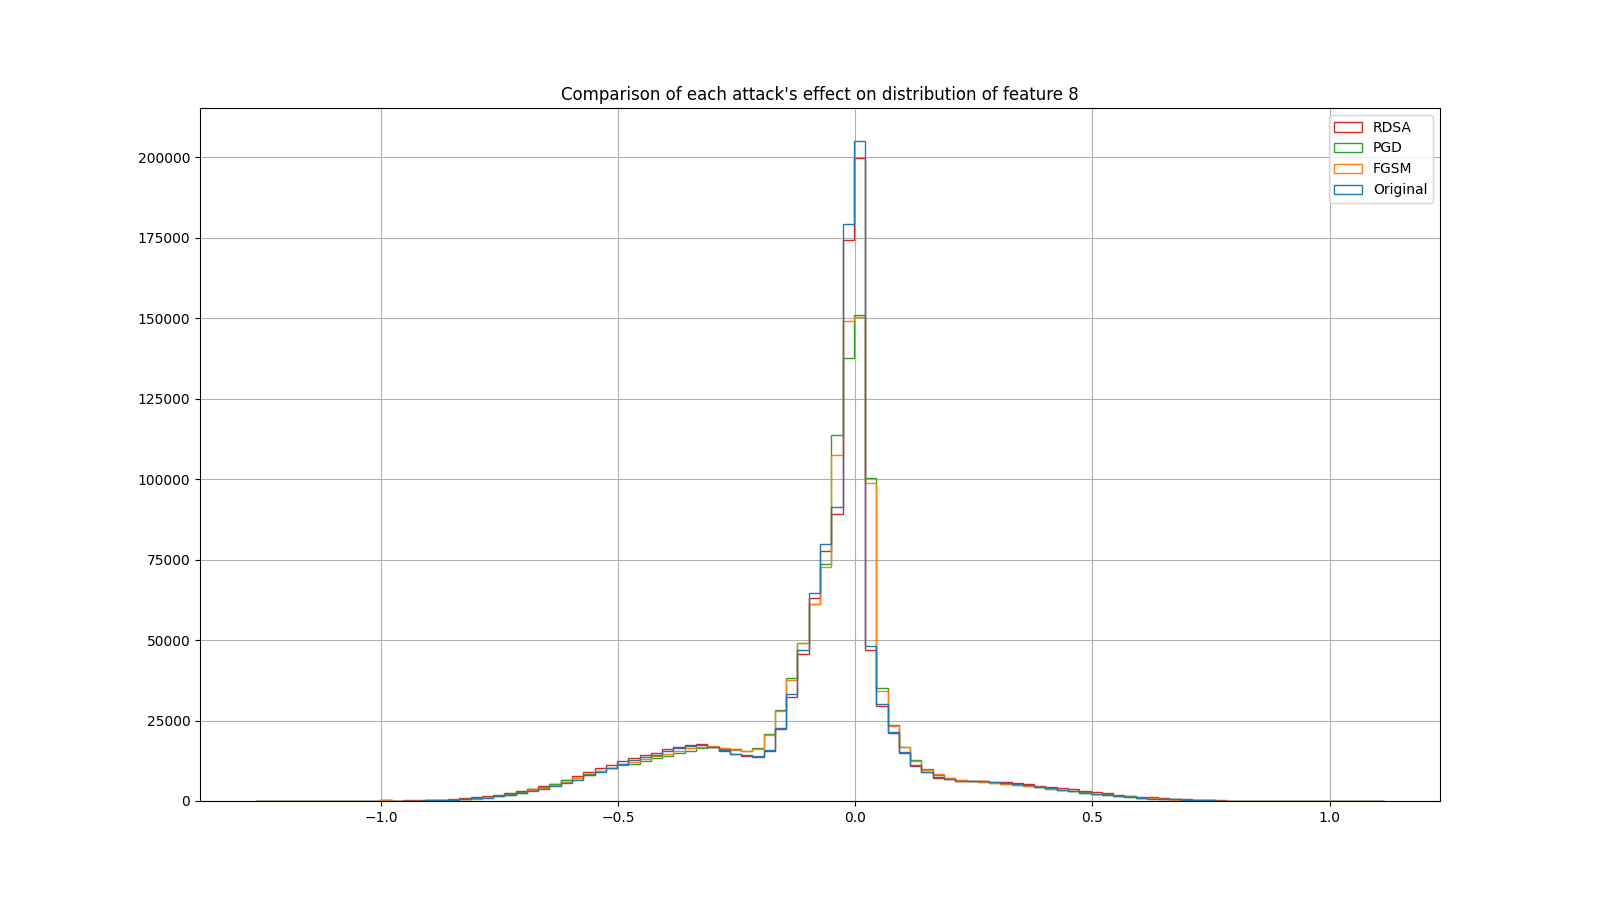 Comparison of each attack's effect on distribution of feature 8
RDSA
PGD
FGSM
Original
200000
175000
150000
125000
100000
75000
50000
25000
0
−1.0
−0.5
0.0
0.5
1.0